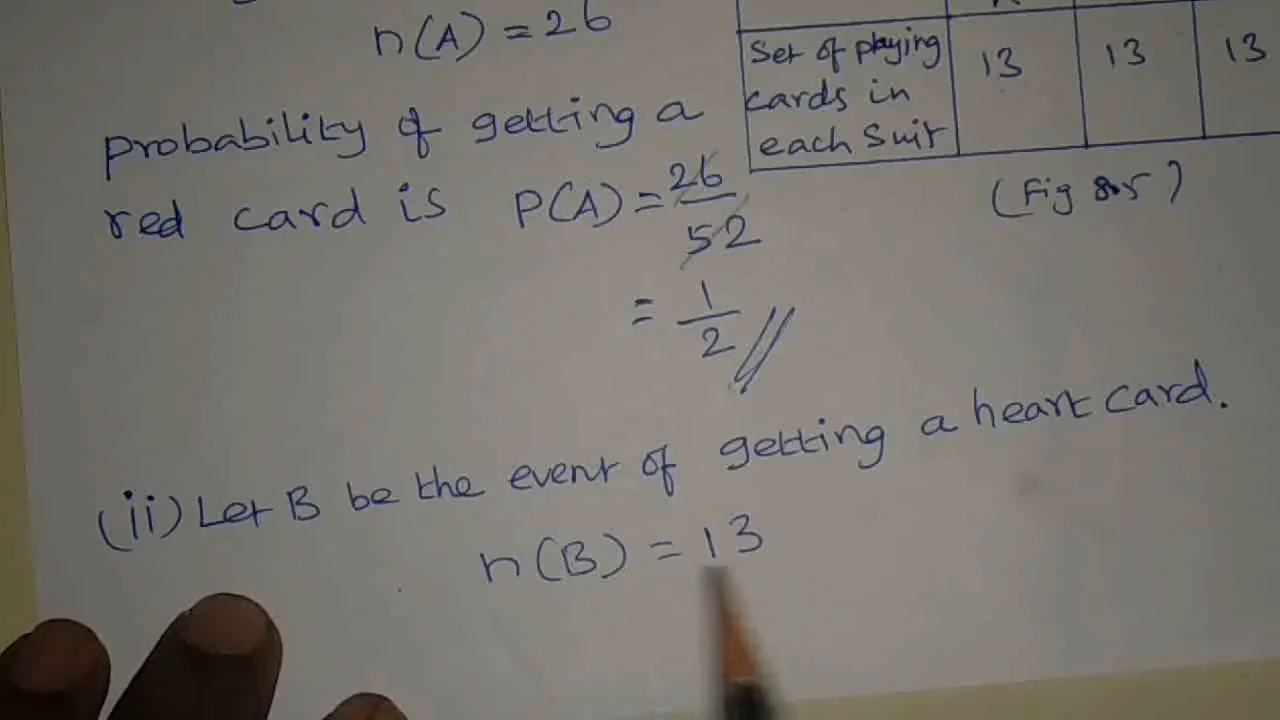 n(A) = 26
Set of playing cards in each Suit 13 13 13
probability of getting a
red card is P(A) = 26/52
(Fig 8.5)
= 1/2 //
(ii) Let B be the event of getting a heart card.
n(B) = 13